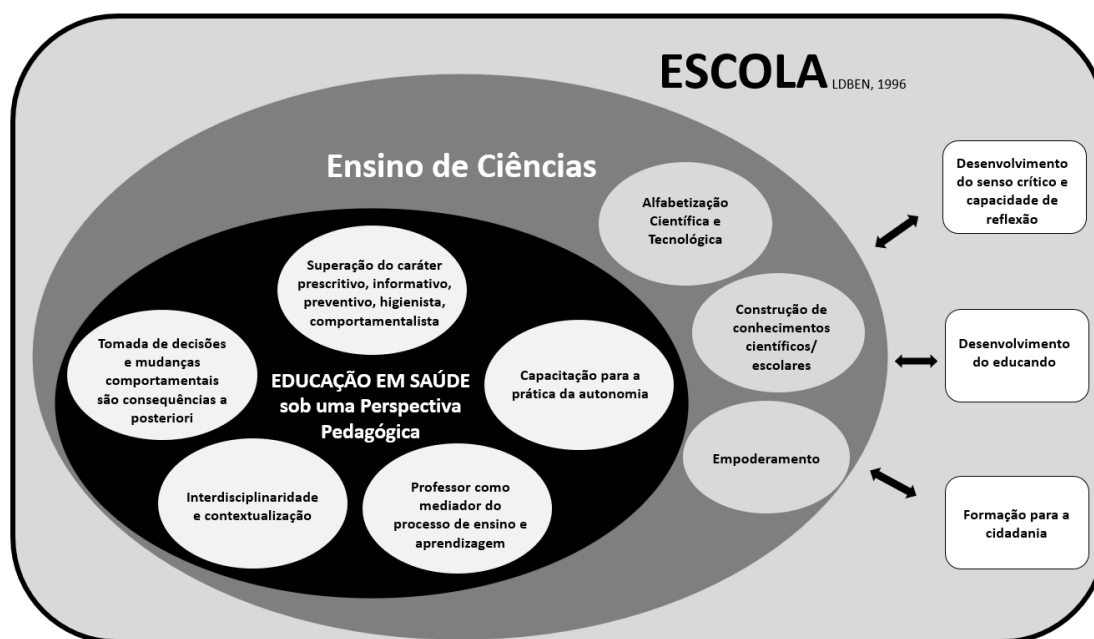 ESCOLA LDBEN, 1996
Ensino de Ciências
Alfabetização
Científica e
Tecnológica
Construção de
conhecimentos
científicos/
escolares
Empoderamento
Superação do caráter
prescritivo, informativo,
preventivo, higienista,
comportamentalista
Tomada de decisões
e mudanças
comportamentais
são consequências a
posteriori
EDUCAÇÃO EM SAÚDE
sob uma Perspectiva
Pedagógica
Capacitação para a
prática da autonomia
Interdisciplinaridade
e contextualização
Professor como
mediador do
processo de ensino e
aprendizagem
Desenvolvimento
do senso crítico e
capacidade de
reflexão
Desenvolvimento
do educando
Formação para a
cidadania